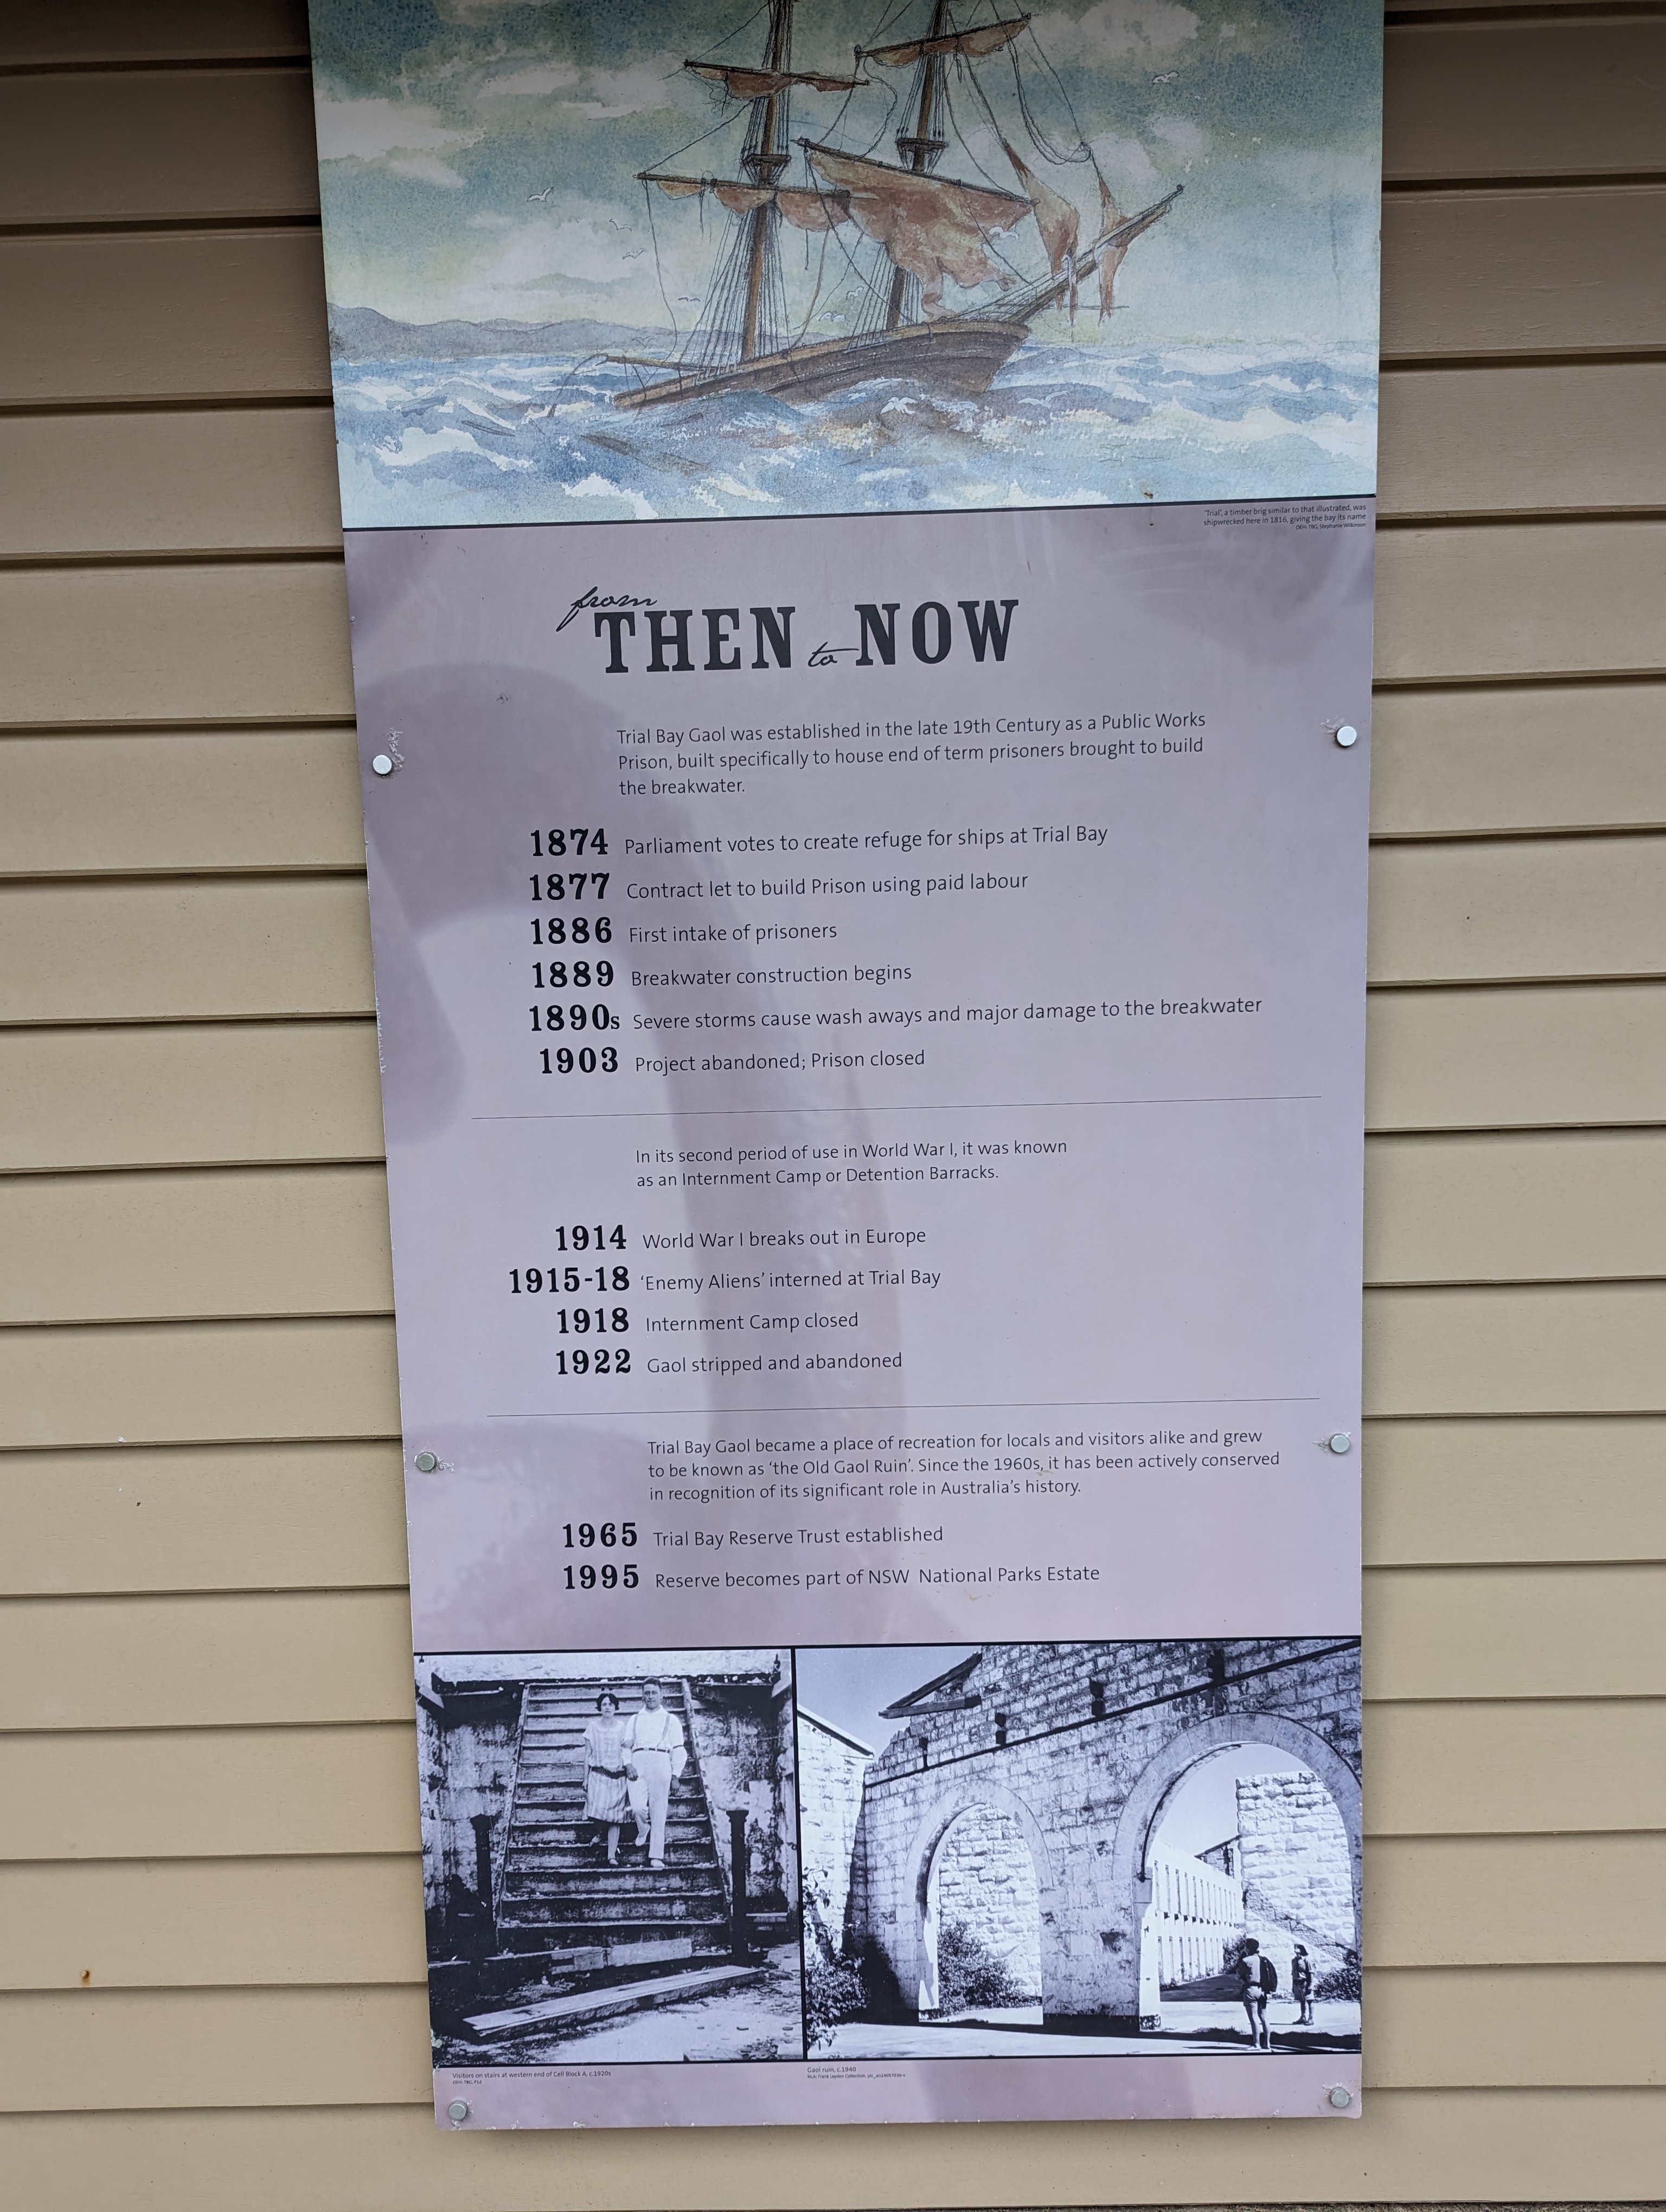 'Trial', a timber brig similar to that illustrated, was
shipwrecked here in 1816, giving the bay its name
OEH: TBG, Stephanie Wilkinson
from THEN to NOW
Trial Bay Gaol was established in the late 19th Century as a Public Works
Prison, built specifically to house end of term prisoners brought to build
the breakwater.
1874 Parliament votes to create refuge for ships at Trial Bay
1877 Contract let to build Prison using paid labour
1886 First intake of prisoners
1889 Breakwater construction begins
1890s Severe storms cause wash aways and major damage to the breakwater
1903 Project abandoned; Prison closed
In its second period of use in World War I, it was known
as an Internment Camp or Detention Barracks.
1914 World War I breaks out in Europe
1915-18 'Enemy Aliens' interned at Trial Bay
1918 Internment Camp closed
1922 Gaol stripped and abandoned
Trial Bay Gaol became a place of recreation for locals and visitors alike and grew
to be known as 'the Old Gaol Ruin'. Since the 1960s, it has been actively conserved
in recognition of its significant role in Australia's history.
1965 Trial Bay Reserve Trust established
1995 Reserve becomes part of NSW National Parks Estate
Visitors on stairs at western end of Cell Block A, c.1920s
OEH: TBG,
Gaol ruin, c.1940
NLA: Frank Leyden Collection: